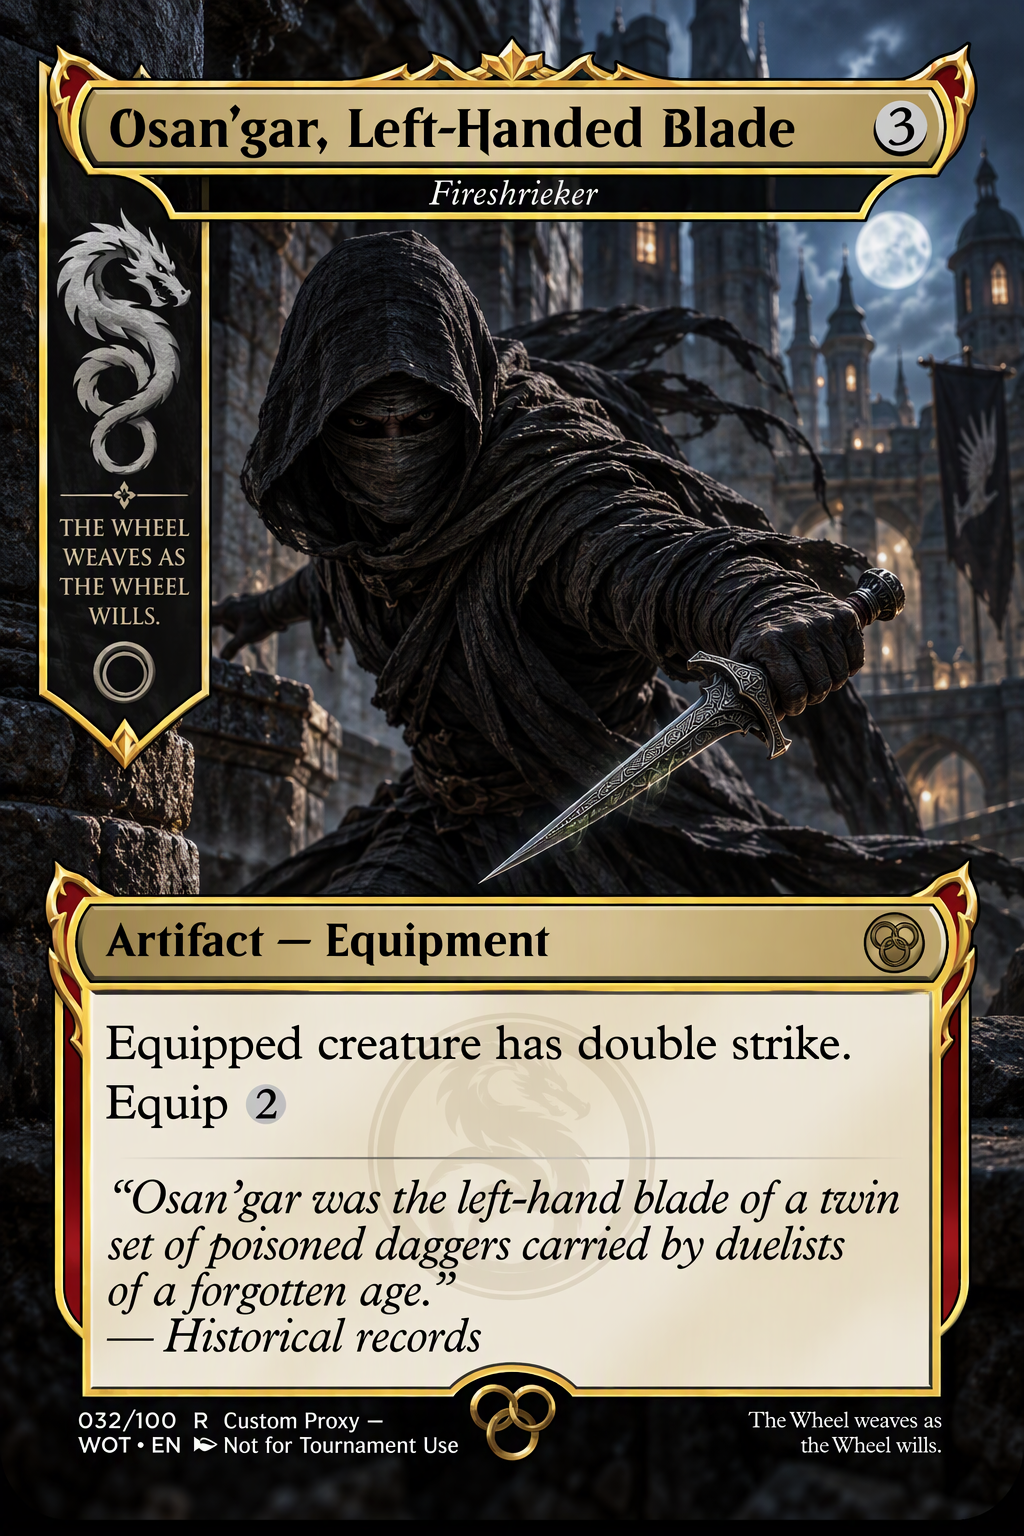 Osan'gar, Left-Handed Blade 3
Fireshrieker
THE WHEEL
WEAVES AS
THE WHEEL
WILLS.
Artifact — Equipment
Equipped creature has double strike.
Equip 2
“Osan’gar was the left-hand blade of a twin
set of poisoned daggers carried by duelists
of a forgotten age.”
— Historical records
032/100 R Custom Proxy —
WOT • EN Not for Tournament Use
The Wheel weaves as
the Wheel wills.